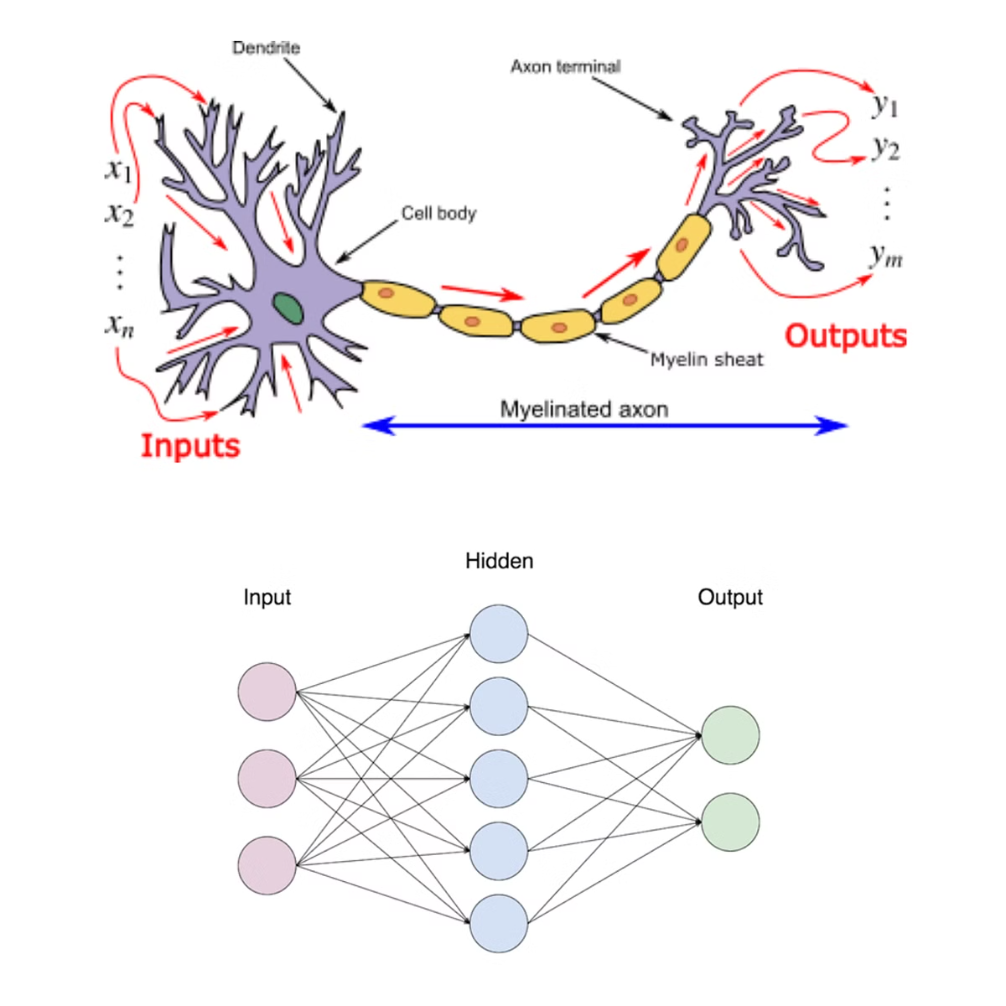 Dendrite
Axon terminal
x1
x2
⋮
xn
y1
y2
⋮
ym
Cell body
Outputs
Myelin sheat
Myelinated axon
Inputs
Hidden
Input
Output